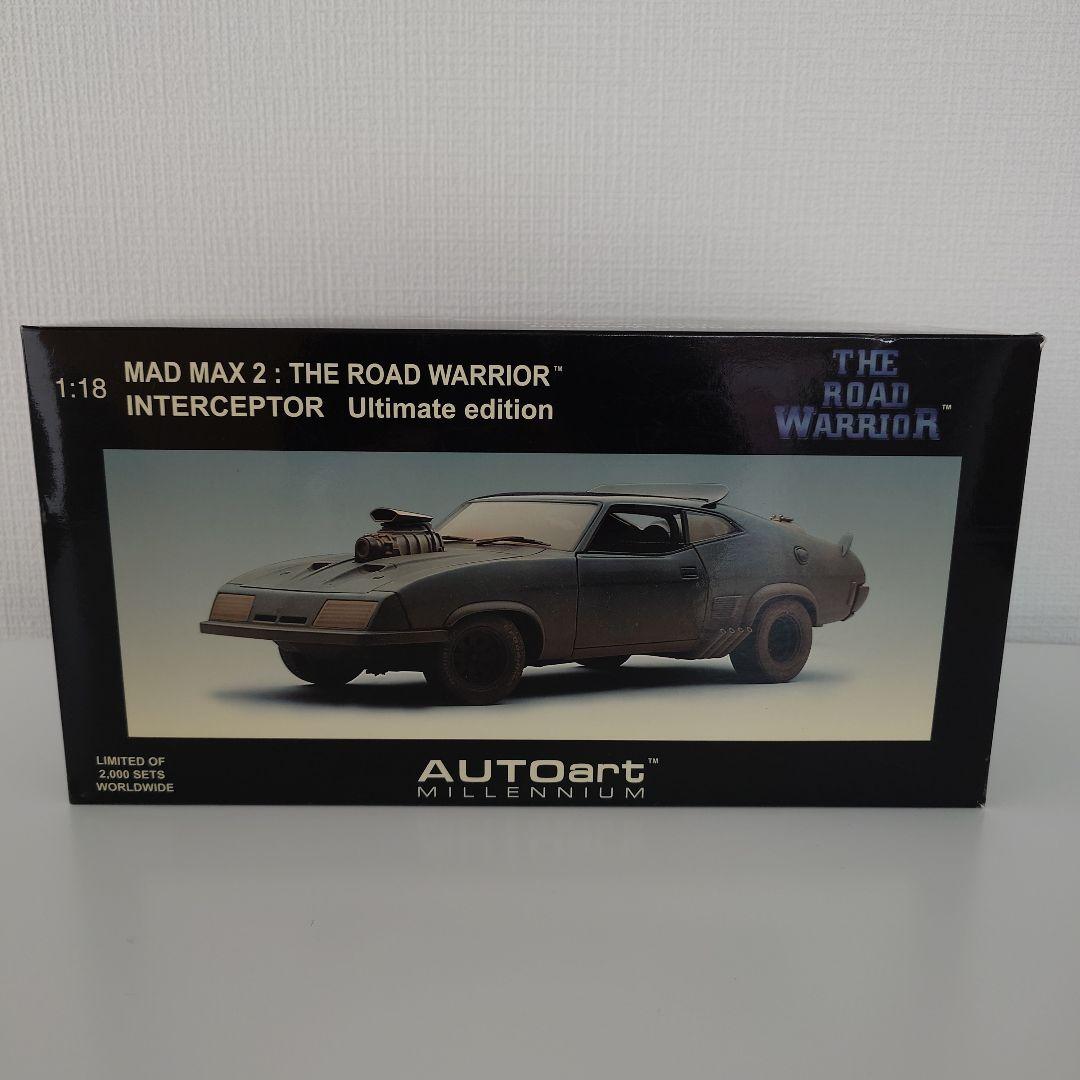 1:18
MAD MAX 2 : THE ROAD WARRIOR™
INTERCEPTOR Ultimate edition
THE
ROAD
WARRIOR™
LIMITED OF
2,000 SETS
WORLDWIDE
AUTOart™
MILLENNIUM